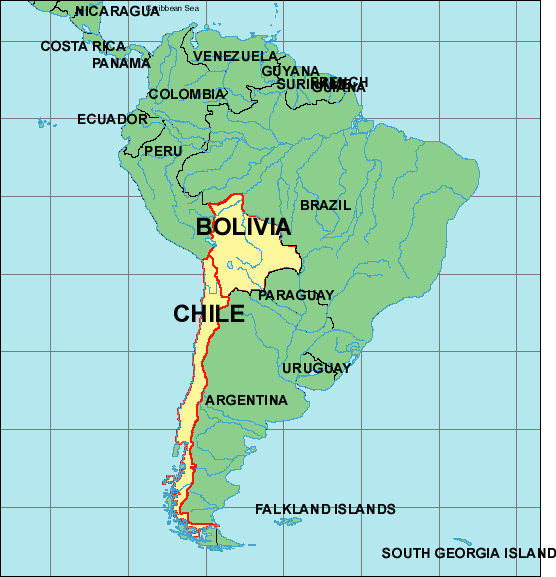 NICARAGUA
Caribbean Sea
COSTA RICA
PANAMA
VENEZUELA
GUYANA
SURINAME
FRENCH
GUIANA
COLOMBIA
ECUADOR
PERU
BRAZIL
BOLIVIA
PARAGUAY
CHILE
URUGUAY
ARGENTINA
FALKLAND ISLANDS
SOUTH GEORGIA ISLAND